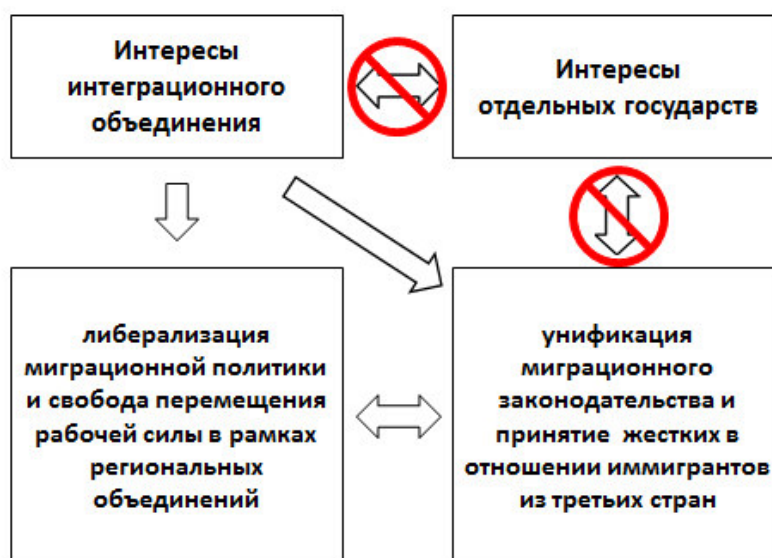 Интересы
интеграционного
объединения
Интересы
отдельных государств
либерализация
миграционной политики
и свобода перемещения
рабочей силы в рамках
региональных
объединений
унификация
миграционного
законодательства и
принятие жестких в
отношении иммигрантов
из третьих стран